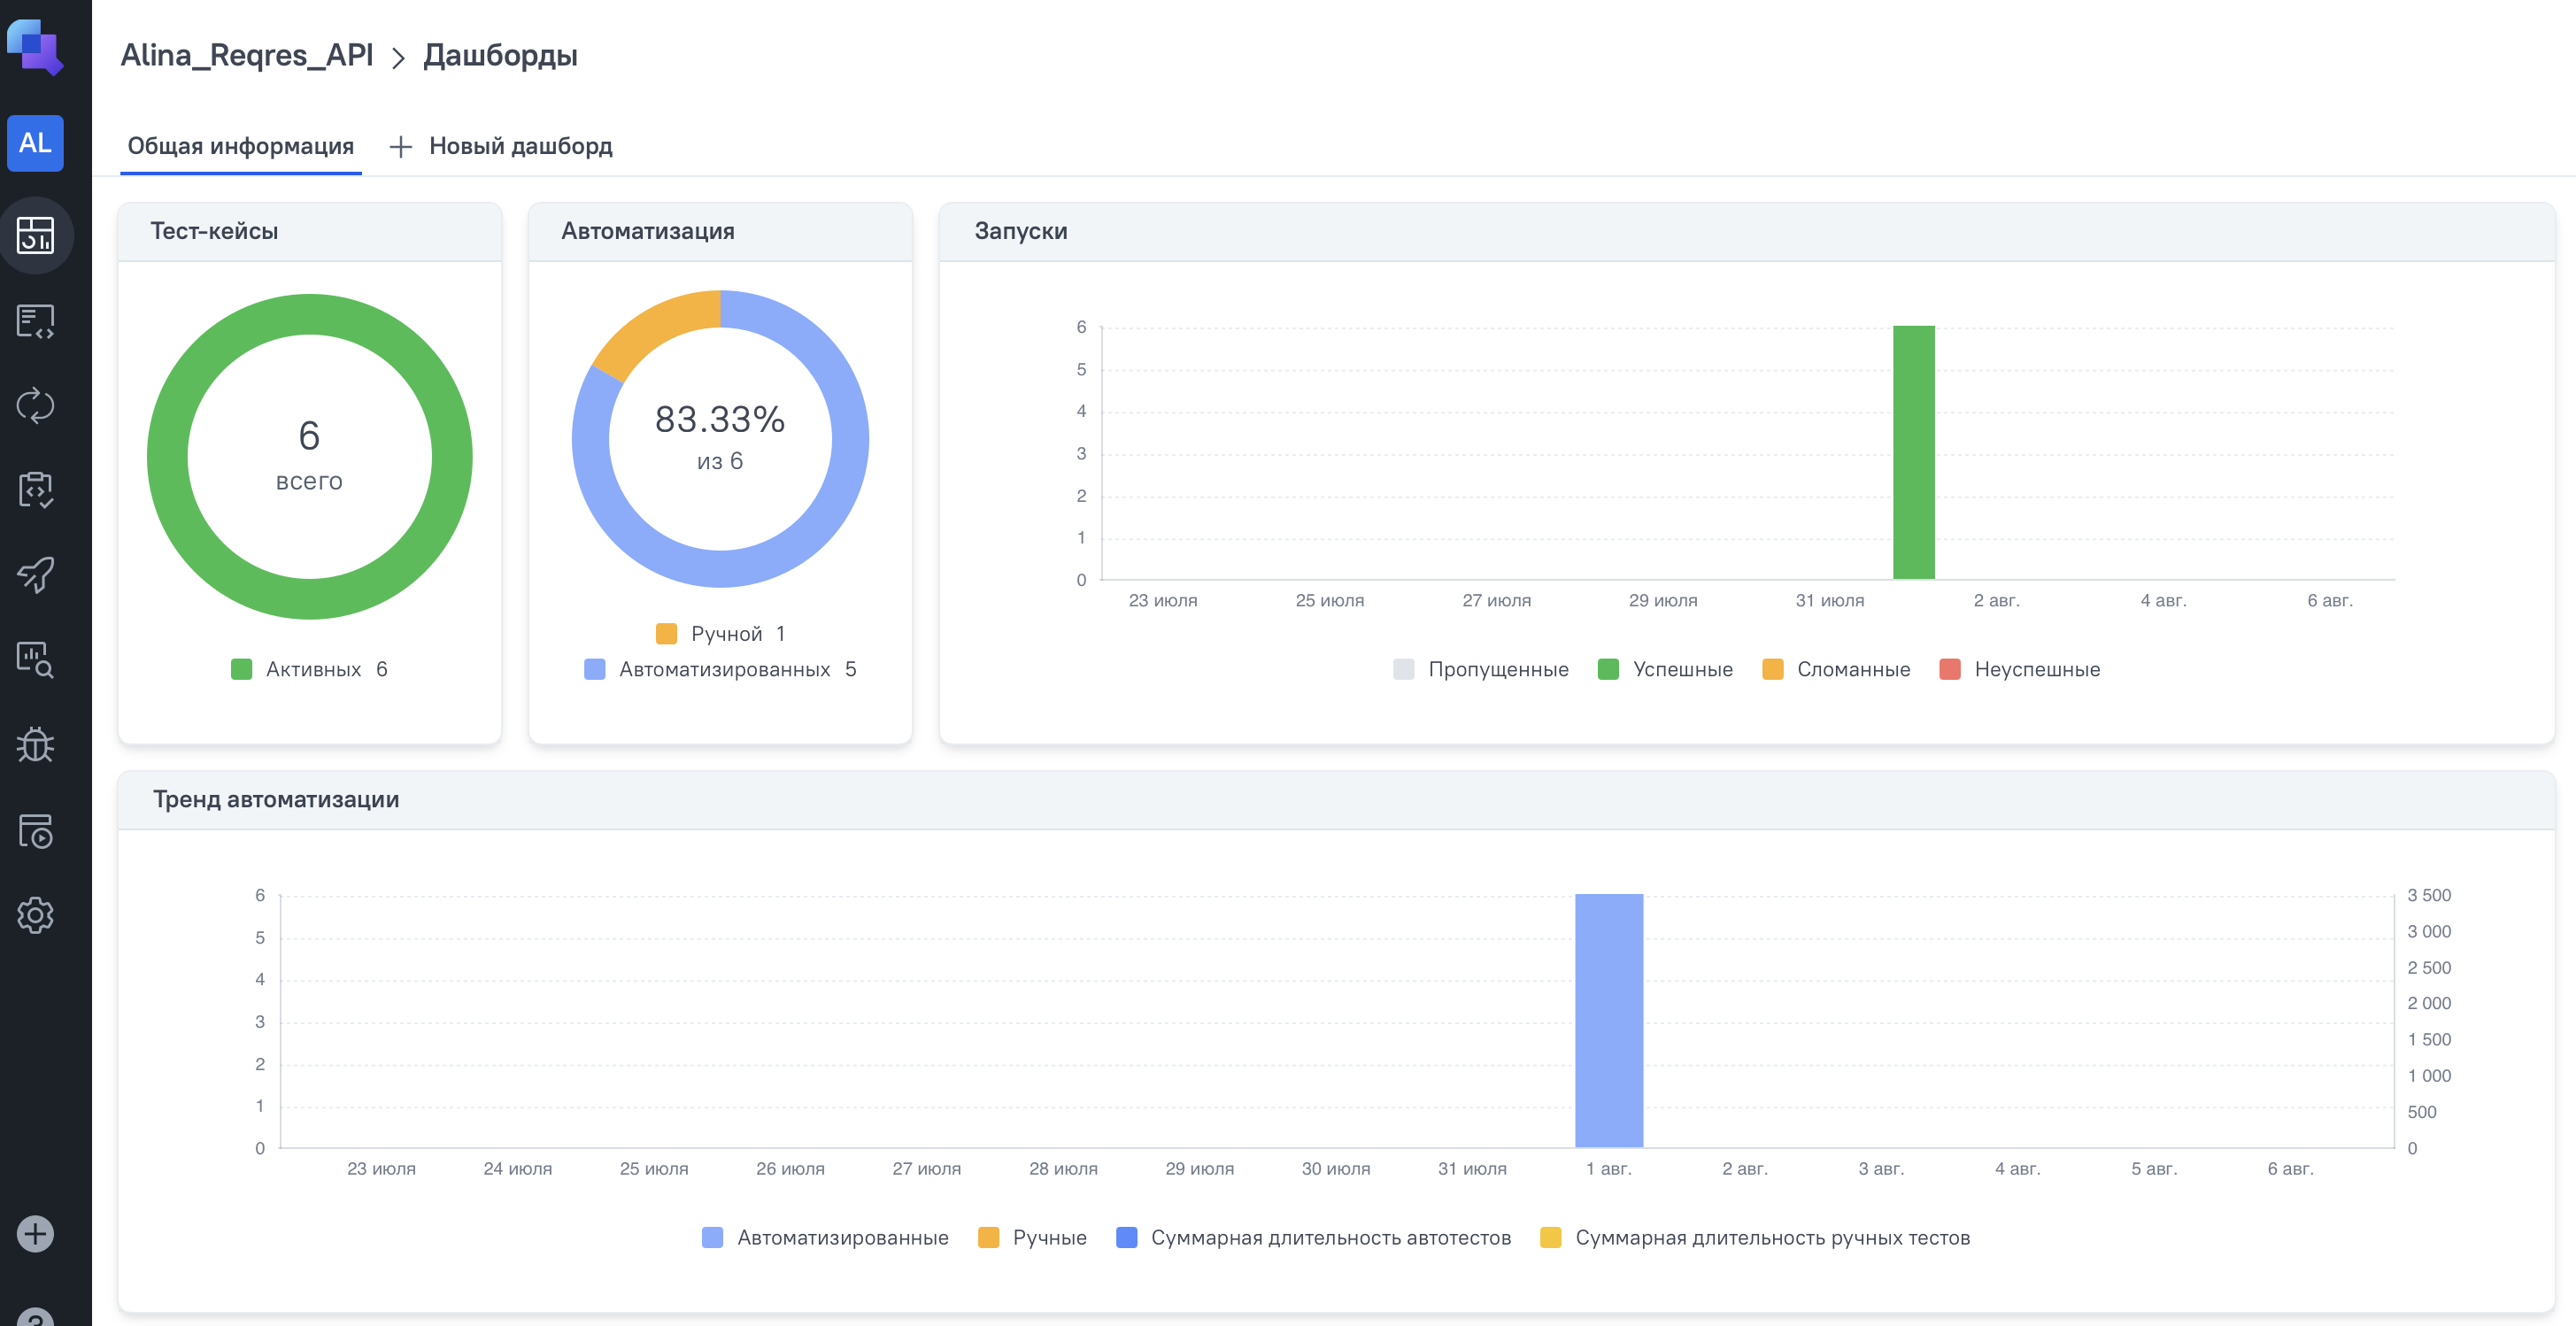 Alina_Reqres_API > Дашборды
AL
Общая информация + Новый дашборд
Тест-кейсы
6
всего
Активных 6
Автоматизация
83.33%
из 6
Ручной 1
Автоматизированных 5
Запуски
6
5
4
3
2
1
0
23 июля 25 июля 27 июля 29 июля 31 июля 2 авг. 4 авг. 6 авг.
Пропущенные Успешные Сломанные Неуспешные
Тренд автоматизации
6
5
4
3
2
1
0
3 500
3 000
2 500
2 000
1 500
1 000
500
0
23 июля 24 июля 25 июля 26 июля 27 июля 28 июля 29 июля 30 июля 31 июля 1 авг. 2 авг. 3 авг. 4 авг. 5 авг. 6 авг.
Автоматизированные Ручные Суммарная длительность автотестов Суммарная длительность ручных тестов